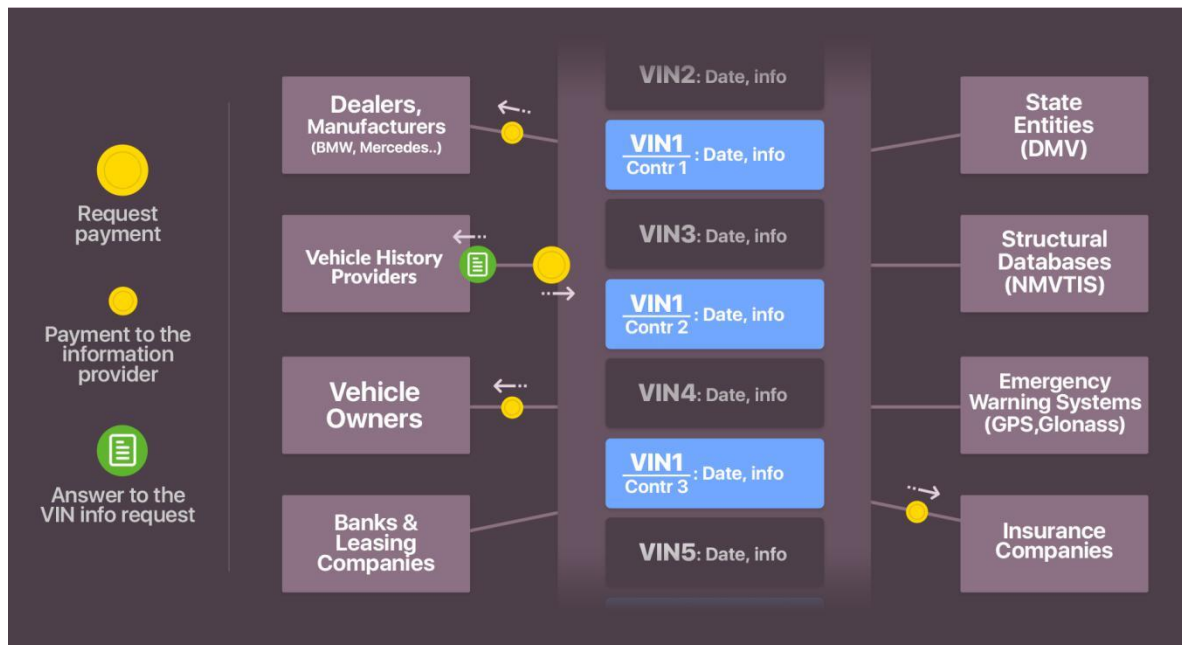 Request
payment
Payment to the
information
provider
Answer to the
VIN info request
Dealers,
Manufacturers
(BMW, Mercedes..)
Vehicle History
Providers
Vehicle
Owners
Banks &
Leasing
Companies
VIN2: Date, info
VIN1
Contr 1
: Date, info
VIN3: Date, info
VIN1
Contr 2
: Date, info
VIN4: Date, info
VIN1
Contr 3
: Date, info
VIN5: Date, info
State
Entities
(DMV)
Structural
Databases
(NMVTIS)
Emergency
Warning Systems
(GPS,Glonass)
Insurance
Companies